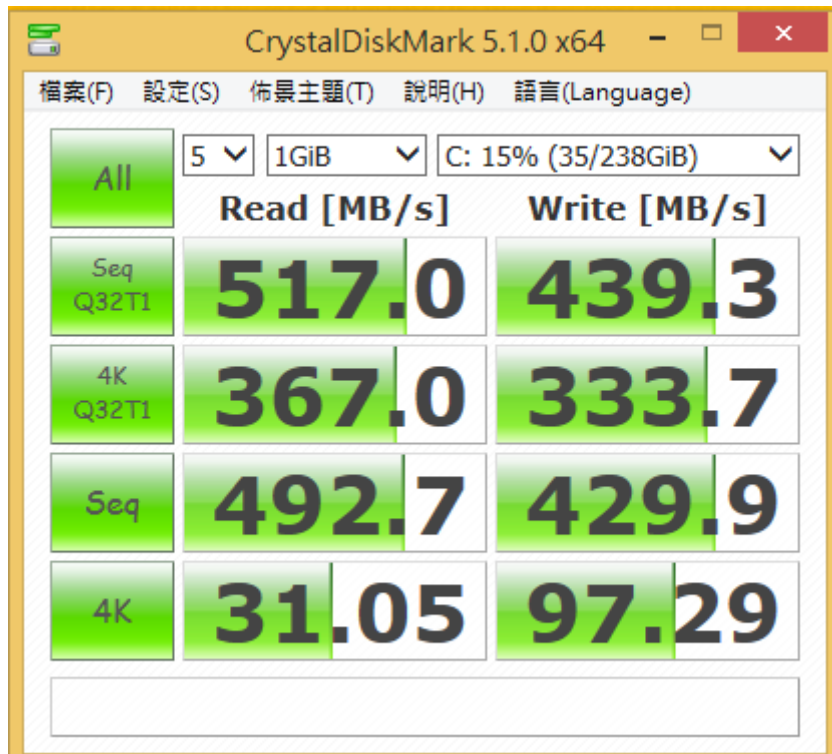 CrystalDiskMark 5.1.0 x64
檔案(F) 設定(S) 佈景主題(T) 說明(H) 語言(Language)
All 5 1GiB C: 15% (35/238GiB)
Read [MB/s] Write [MB/s]
Seq Q32T1 517.0 439.3
4K Q32T1 367.0 333.7
Seq 492.7 429.9
4K 31.05 97.29